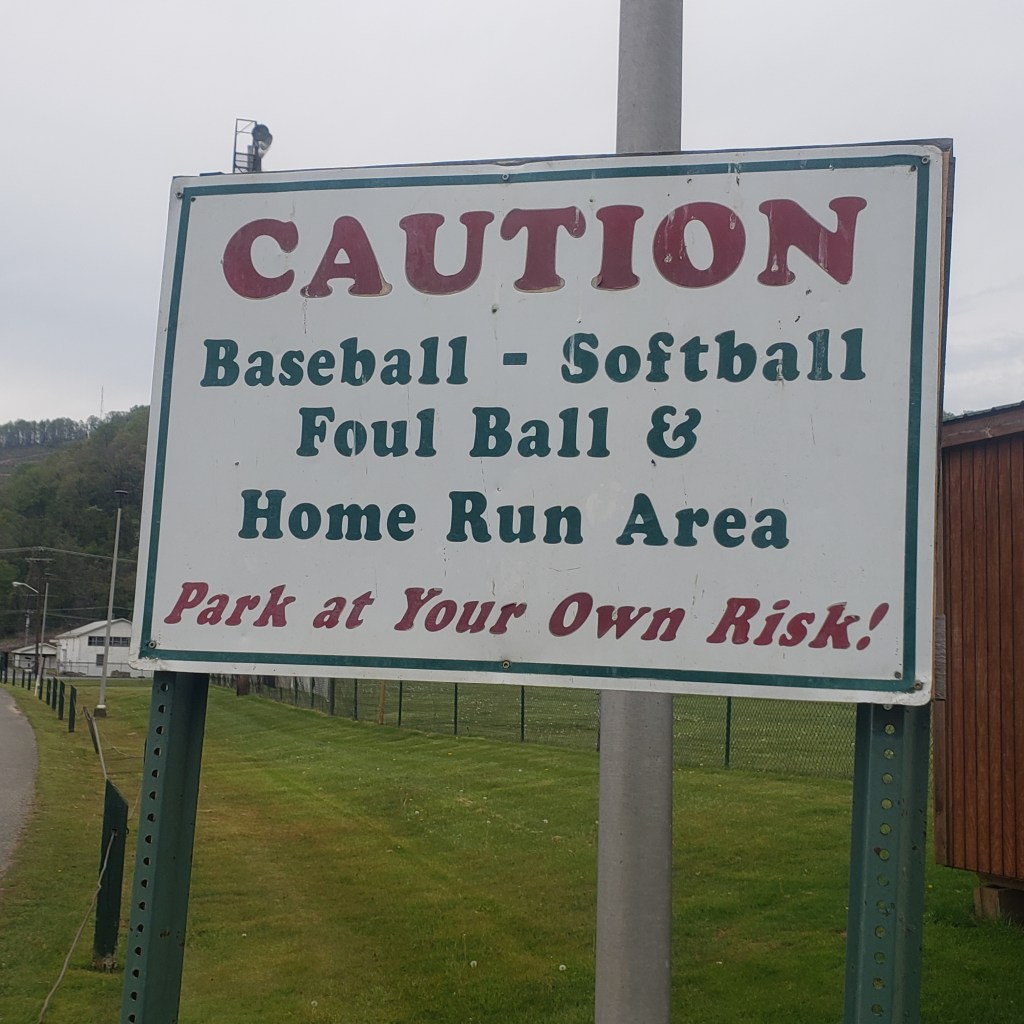 CAUTION
Baseball - Softball
Foul Ball &
Home Run Area
Park at Your Own Risk!